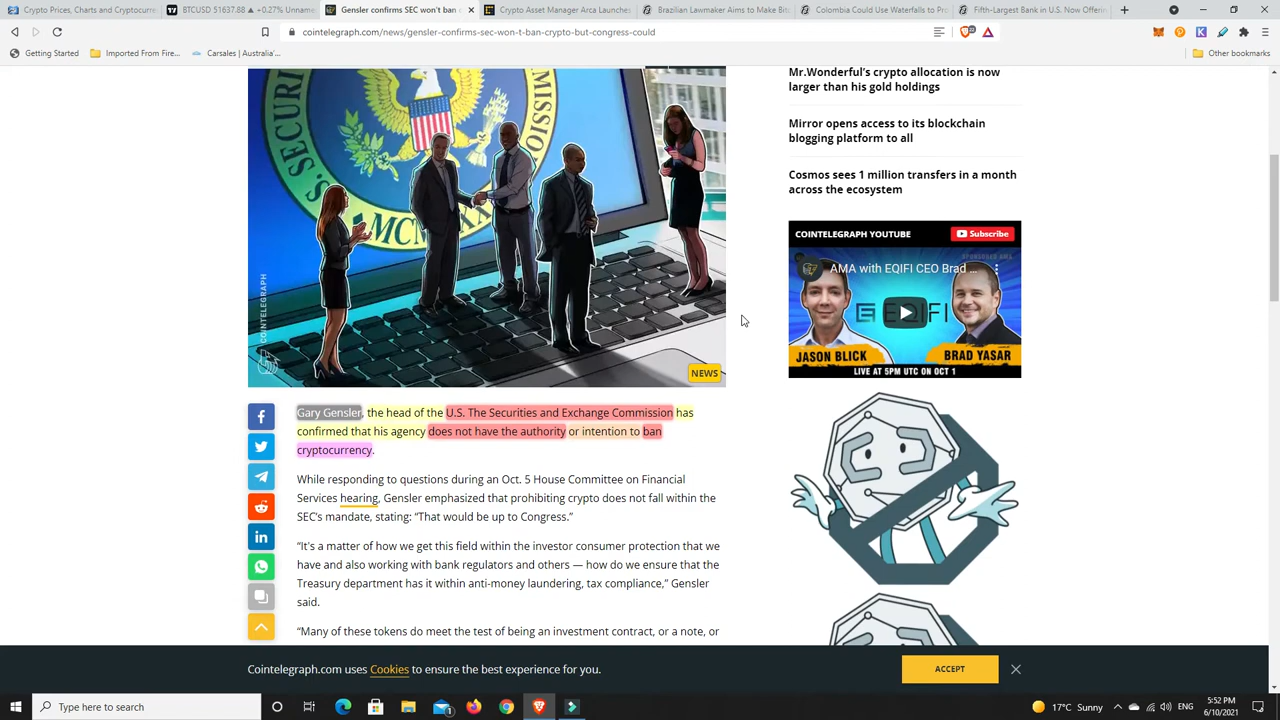 Crypto Prices, Charts and Cryptocurr
BTCUSD 51637.88 ▲ +0.27% Unnam
Gensler confirms SEC won't ban c
Crypto Asset Manager Arca Launches
Brazilian Lawmaker Aims to Make Bit
Colombia Could Use Waterfalls to Pr
Fifth-Largest Bank in U.S. Now Offerin
cointelegraph.com/news/gensler-confirms-sec-won-t-ban-crypto-but-congress-could
Getting Started
Imported From Fire...
Carsales | Australia'...
Other bookmarks
COINTELEGRAPH
NEWS
Mr.Wonderful's crypto allocation is now
larger than his gold holdings
Mirror opens access to its blockchain
blogging platform to all
Cosmos sees 1 million transfers in a month
across the ecosystem
COINTELEGRAPH YOUTUBE
Subscribe
AMA with EQIFI CEO Brad ...
EQIFI
JASON BLICK
BRAD YASAR
LIVE AT 5PM UTC ON OCT 1
Gary Gensler, the head of the U.S. The Securities and Exchange Commission has
confirmed that his agency does not have the authority or intention to ban
cryptocurrency.
While responding to questions during an Oct. 5 House Committee on Financial
Services hearing, Gensler emphasized that prohibiting crypto does not fall within the
SEC's mandate, stating: “That would be up to Congress.”
“It's a matter of how we get this field within the investor consumer protection that we
have and also working with bank regulators and others — how do we ensure that the
Treasury department has it within anti-money laundering, tax compliance,” Gensler
said.
“Many of these tokens do meet the test of being an investment contract, or a note, or
Cointelegraph.com uses Cookies to ensure the best experience for you.
ACCEPT
Type here to search
17°C Sunny
ENG
5:52 PM
6/10/2021